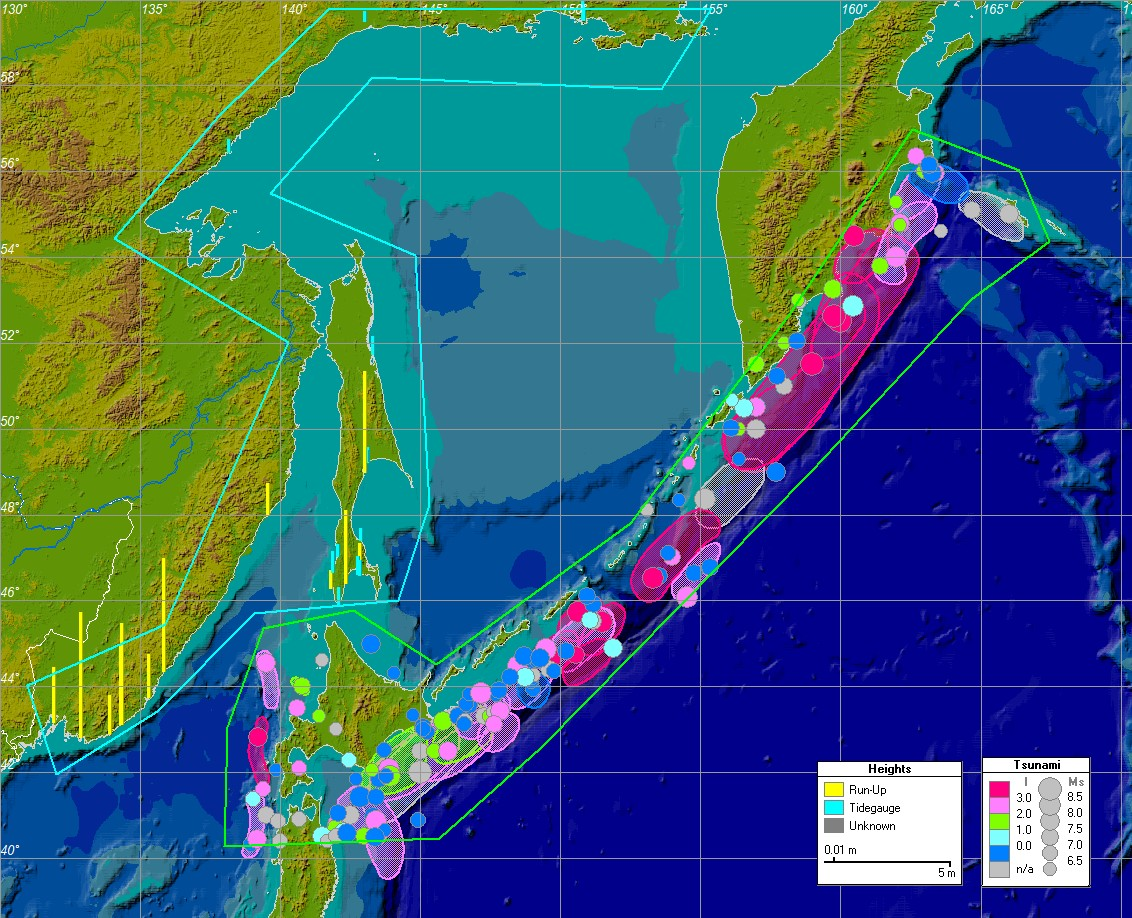 130° 135° 140° 145° 150° 155° 160° 165° 1
58°
56°
54°
52°
50°
48°
46°
44°
42°
40°
Heights
Run-Up
Tidegauge
Unknown
0.01 m
5 m
Tsunami
I Ms
3.0 8.5
2.0 8.0
1.0 7.5
0.0 7.0
n/a 6.5